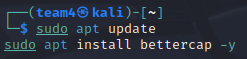 ┌──(team4㉿kali)-[~]
└─$ sudo apt update
sudo apt install bettercap -y